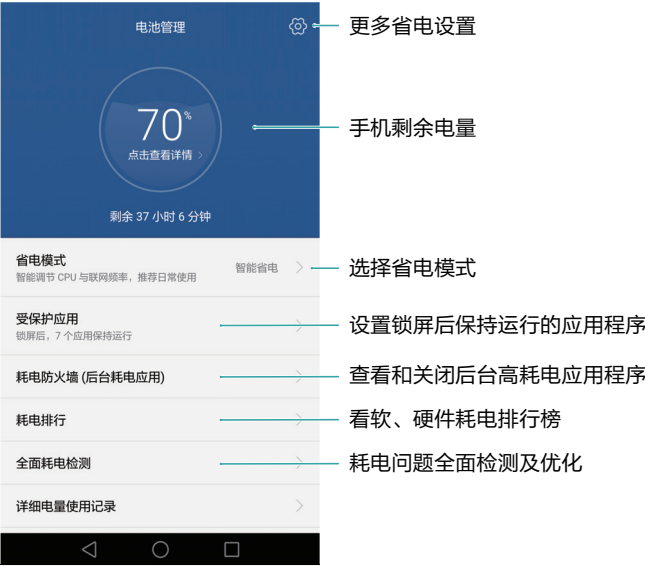 电池管理
更多省电设置
70%
手机剩余电量
点击查看详情
剩余 37 小时 6 分钟
省电模式
智能调节 CPU 与联网频率，推荐日常使用
智能省电
选择省电模式
受保护应用
锁屏后，7 个应用保持运行
设置锁屏后保持运行的应用程序
耗电防火墙 (后台耗电应用)
查看和关闭后台高耗电应用程序
耗电排行
看软、硬件耗电排行榜
全面耗电检测
耗电问题全面检测及优化
详细电量使用记录